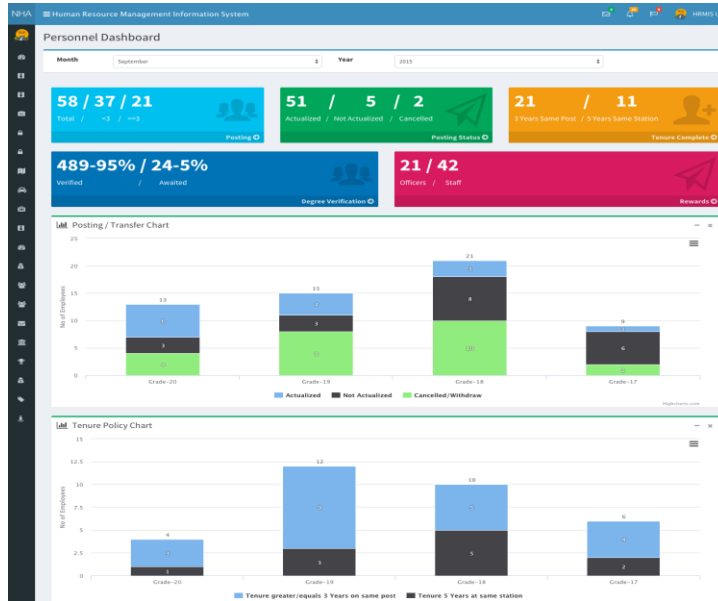 NHA
Human Resource Management Information System
HRMIS
Personnel Dashboard
Month
September
Year
2015
58 / 37 / 21
Total / <3 / >=3
Posting
51 / 5 / 2
Actualized / Not Actualized / Cancelled
Posting Status
21 / 11
3 Years Same Post / 5 Years Same Station
Tenure Complete
489-95% / 24-5%
Verified / Awaited
Degree Verification
21 / 42
Officers / Staff
Rewards
Posting / Transfer Chart
25
20
15
10
5
0
No of Employees
13
3
15
3
21
8
10
9
6
Grade-20
Grade-19
Grade-18
Grade-17
Actualized
Not Actualized
Cancelled/Withdraw
Highcharts.com
Tenure Policy Chart
15
12.5
10
7.5
5
2.5
0
No of Employees
4
1
12
3
10
5
6
2
Grade-20
Grade-19
Grade-18
Grade-17
Tenure greater/equals 3 Years on same post
Tenure 5 Years at same station